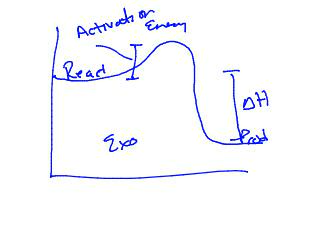 Activation
Energy
React
ΔH
Exo
Prod